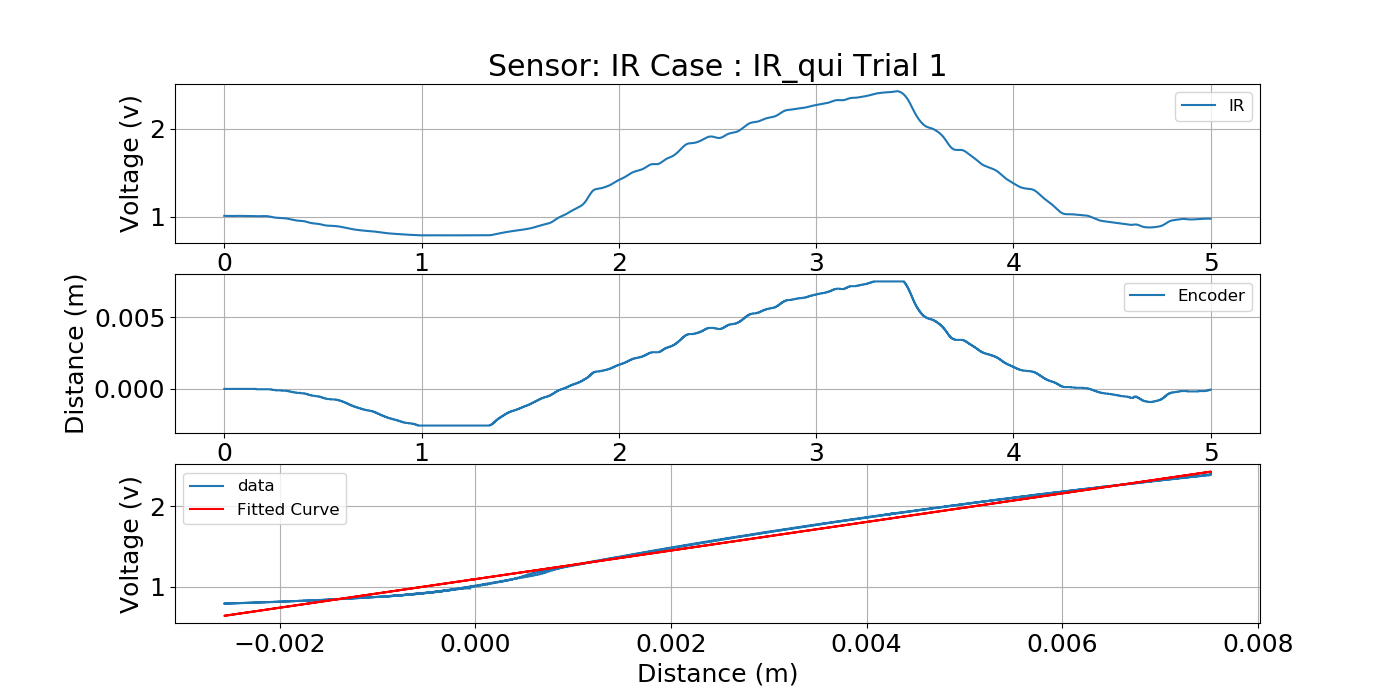 Sensor: IR Case : IR_qui Trial 1
Voltage (v)
2
1
IR
0 1 2 3 4 5
Distance (m)
0.005
0.000
Encoder
0 1 2 3 4 5
Voltage (v)
2
1
data
Fitted Curve
−0.002 0.000 0.002 0.004 0.006 0.008
Distance (m)